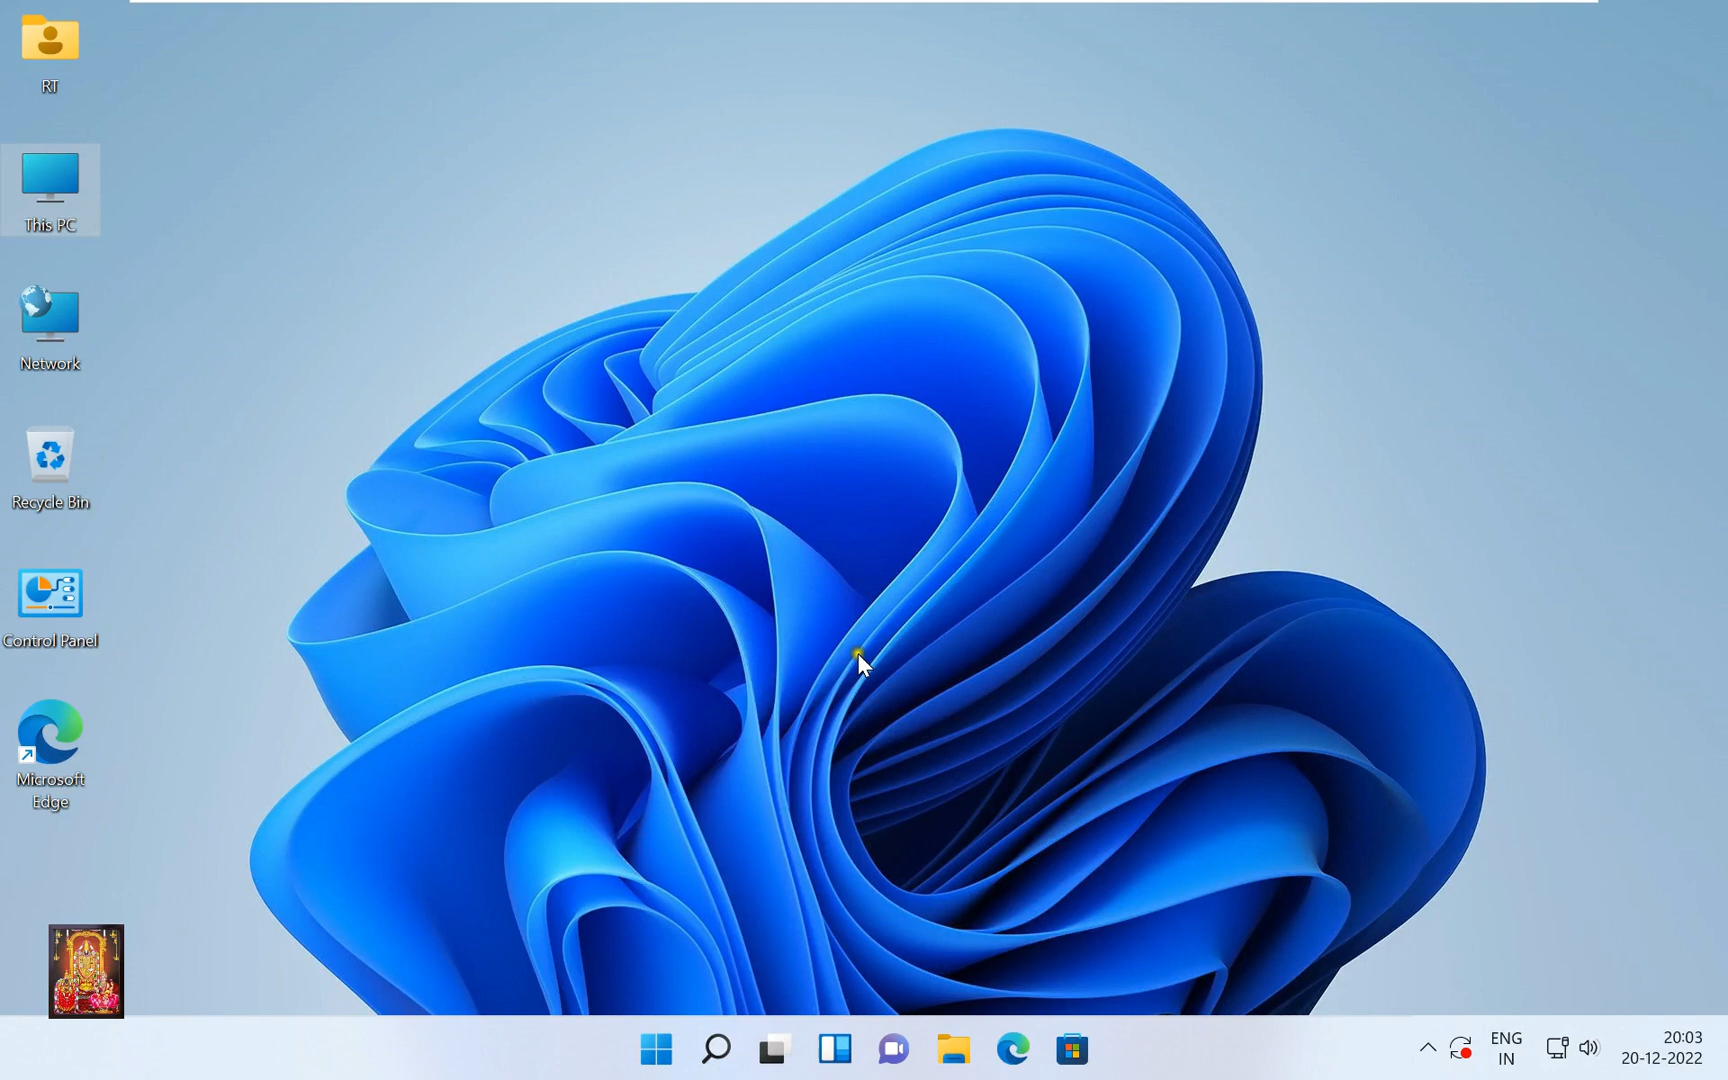 RT
This PC
Network
Recycle Bin
Control Panel
Microsoft
Edge
ENG
IN
20:03
20-12-2022